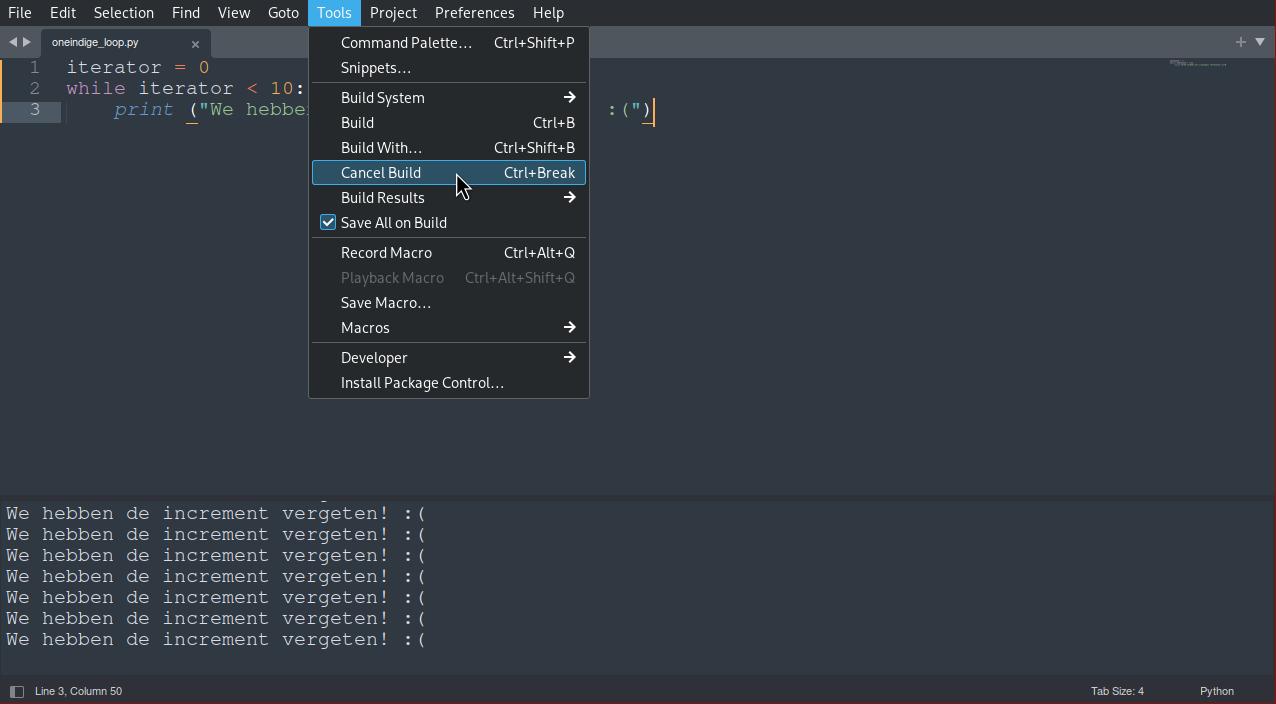 File Edit Selection Find View Goto Tools Project Preferences Help
oneindige_loop.py ×
1 iterator = 0
2 while iterator < 10:
3 print ("We hebbe :(")
Command Palette... Ctrl+Shift+P
Snippets...
Build System
Build Ctrl+B
Build With... Ctrl+Shift+B
Cancel Build Ctrl+Break
Build Results
Save All on Build
Record Macro Ctrl+Alt+Q
Playback Macro Ctrl+Alt+Shift+Q
Save Macro...
Macros
Developer
Install Package Control...
We hebben de increment vergeten! :(
We hebben de increment vergeten! :(
We hebben de increment vergeten! :(
We hebben de increment vergeten! :(
We hebben de increment vergeten! :(
We hebben de increment vergeten! :(
We hebben de increment vergeten! :(
Line 3, Column 50 Tab Size: 4 Python